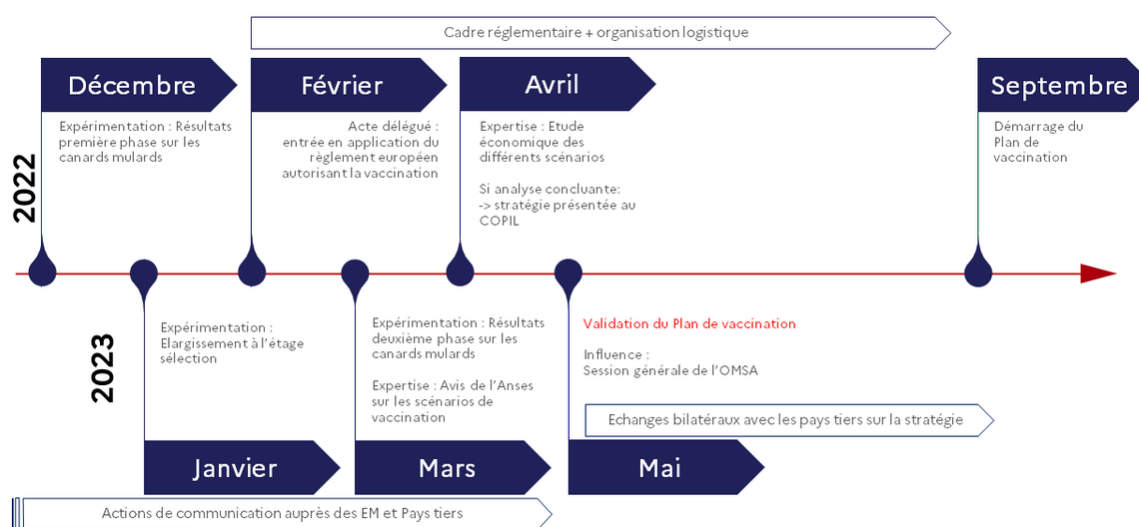 Cadre réglementaire + organisation logistique
Décembre
Février
Avril
Septembre
Expérimentation : Résultats
première phase sur les
canards mulards
Acte délégué :
entrée en application du
règlement européen
autorisant la vaccination
Expertise : Etude
économique des
différents scénarios
Si analyse concluante:
-> stratégie présentée au
COPIL
Démarrage du
Plan de
vaccination
2022
2023
Expérimentation :
Elargissement à l'étage
sélection
Expérimentation : Résultats
deuxième phase sur les
canards mulards
Expertise : Avis de l'Anses
sur les scénarios de
vaccination
Validation du Plan de vaccination
Influence :
Session générale de l'OMSA
Echanges bilatéraux avec les pays tiers sur la stratégie
Janvier
Mars
Mai
Actions de communication auprès des EM et Pays tiers